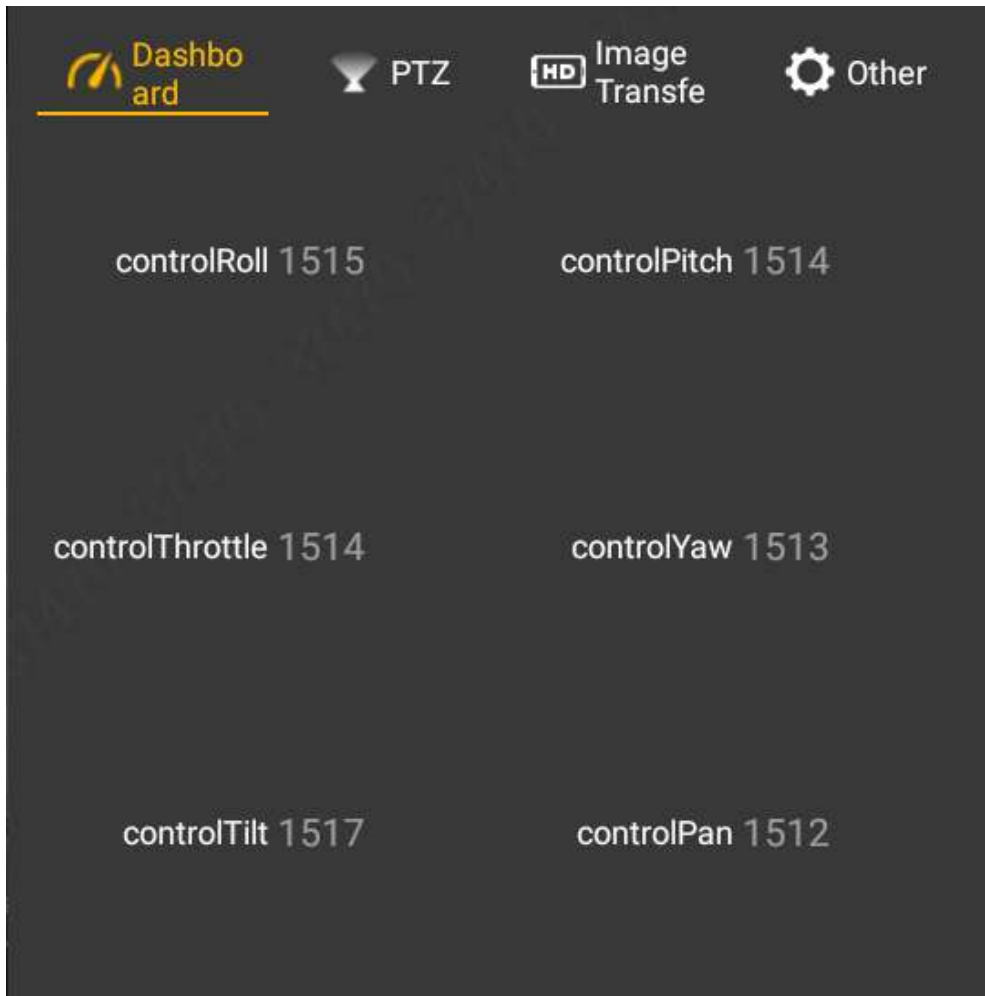 Dashbo
ard
PTZ
HD
Image
Transfe
Other
controlRoll 1515
controlPitch 1514
controlThrottle 1514
controlYaw 1513
controlTilt 1517
controlPan 1512